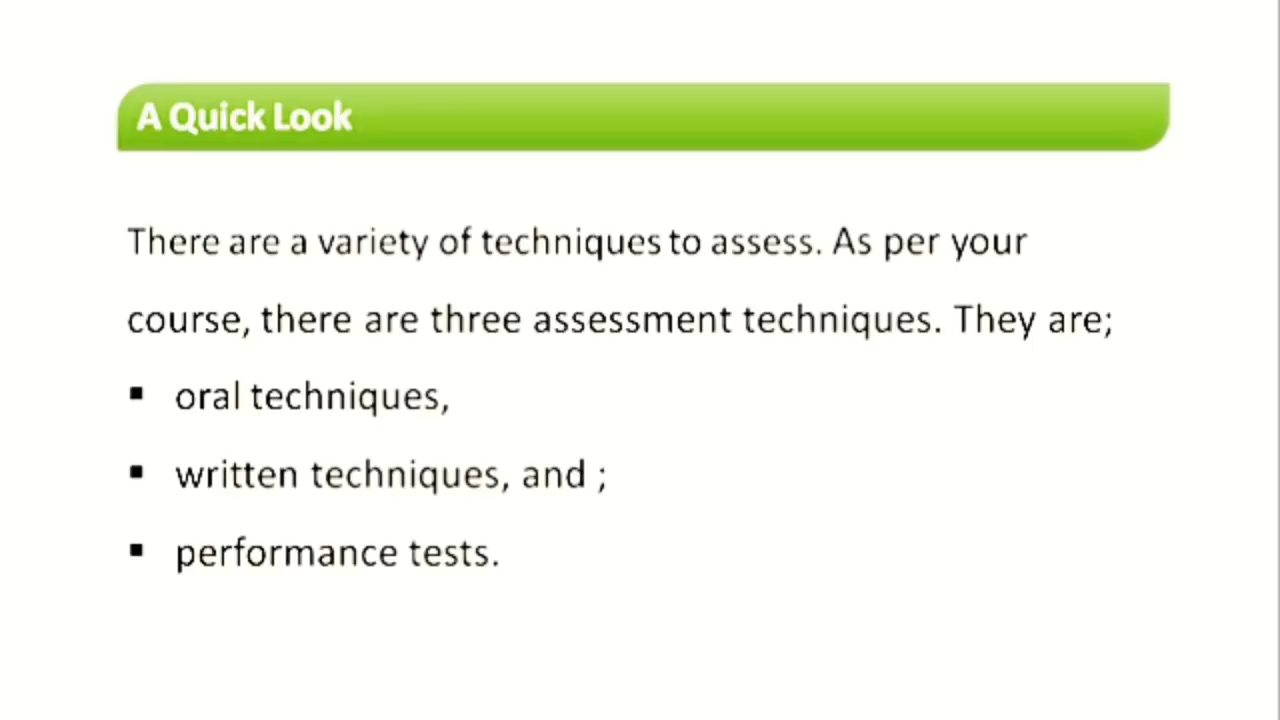 A Quick Look
There are a variety of techniques to assess. As per your
course, there are three assessment techniques. They are;
▪ oral techniques,
▪ written techniques, and ;
▪ performance tests.